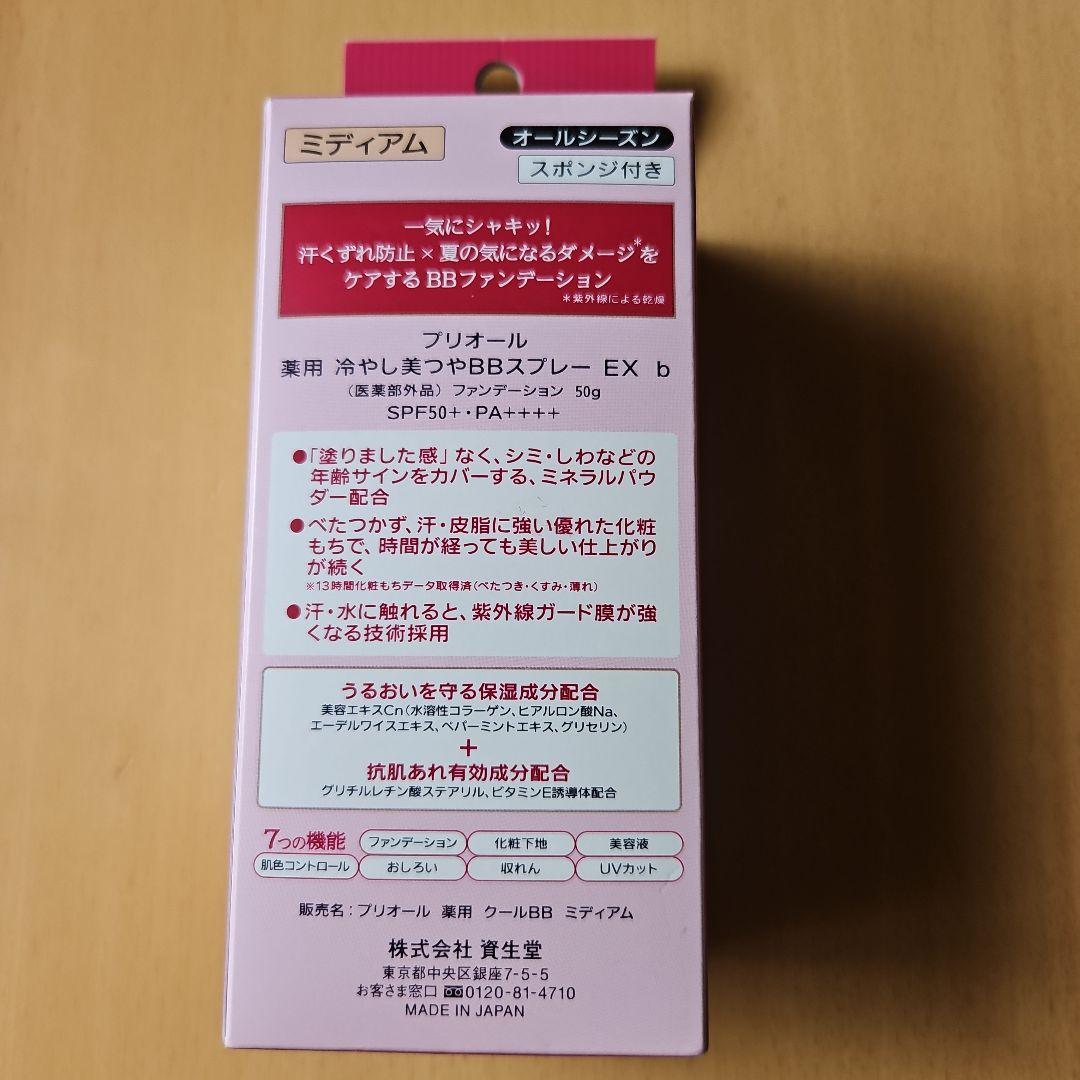 ミディアム
オールシーズン
スポンジ付き
一気にシャキッ!
汗くずれ防止×夏の気になるダメージ*を
ケアするBBファンデーション
*紫外線による乾燥
プリオール
薬用 冷やし美つやBBスプレー EX b
(医薬部外品) ファンデーション 50g
SPF50+・PA++++
●「塗りました感」なく、シミ・しわなどの
年齢サインをカバーする、ミネラルパウ
ダー配合
●べたつかず、汗・皮脂に強い優れた化粧
もちで、時間が経っても美しい仕上がり
が続く
※13時間化粧もちデータ取得済(べたつき・くすみ・薄れ)
●汗・水に触れると、紫外線ガード膜が強
くなる技術採用
うるおいを守る保湿成分配合
美容エキスCn(水溶性コラーゲン、ヒアルロン酸Na、
エーデルワイスエキス、ペパーミントエキス、グリセリン)
+
抗肌あれ有効成分配合
グリチルレチン酸ステアリル、ビタミンE誘導体配合
7つの機能 ファンデーション 化粧下地 美容液
肌色コントロール おしろい 収れん UVカット
販売名:プリオール 薬用 クールBB ミディアム
株式会社 資生堂
東京都中央区銀座7-5-5
お客さま窓口 0120-81-4710
MADE IN JAPAN